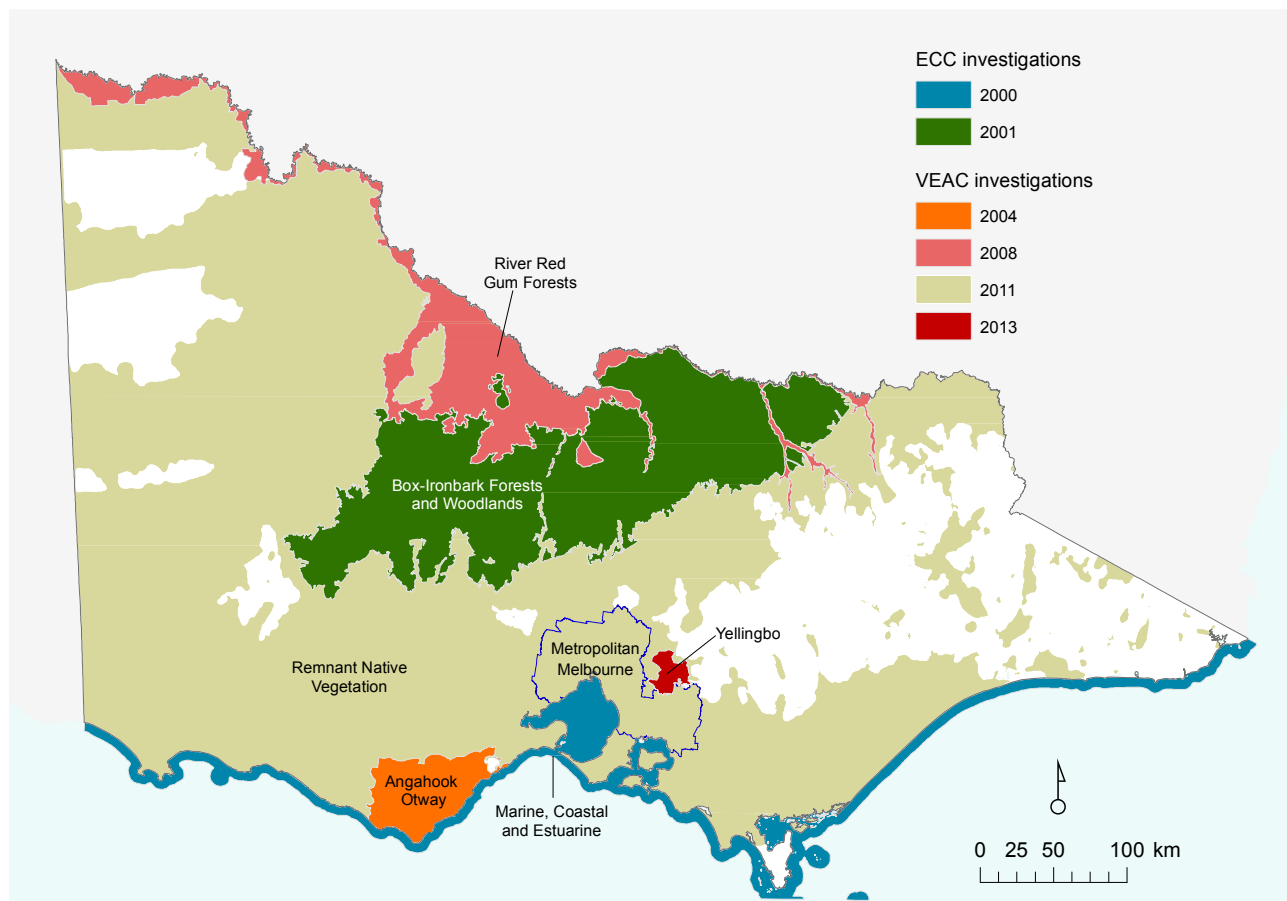 ECC investigations
2000
2001
VEAC investigations
2004
2008
2011
2013
River Red
Gum Forests
Box-Ironbark Forests
and Woodlands
Yellingbo
Metropolitan
Melbourne
Remnant Native
Vegetation
Angahook
Otway
Marine, Coastal
and Estuarine
0 25 50 100 km